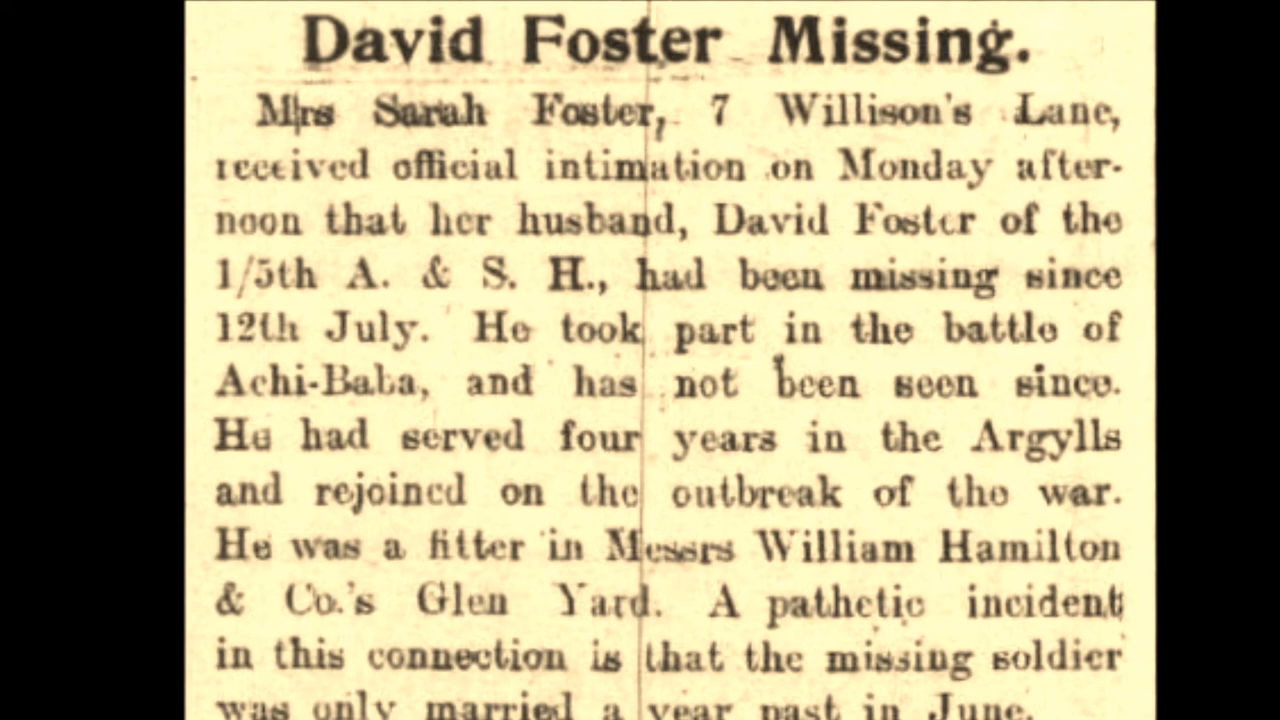 David Foster Missing.
Mrs Sarah Foster, 7 Willison's Lane,
received official intimation on Monday after-
noon that her husband, David Foster of the
1/5th A. & S. H., had been missing since
12th July. He took part in the battle of
Achi-Baba, and has not been seen since.
He had served four years in the Argylls
and rejoined on the outbreak of the war.
He was a fitter in Messrs William Hamilton
& Co.'s Glen Yard. A pathetic incident
in this connection is that the missing soldier
was only married a year past in June.